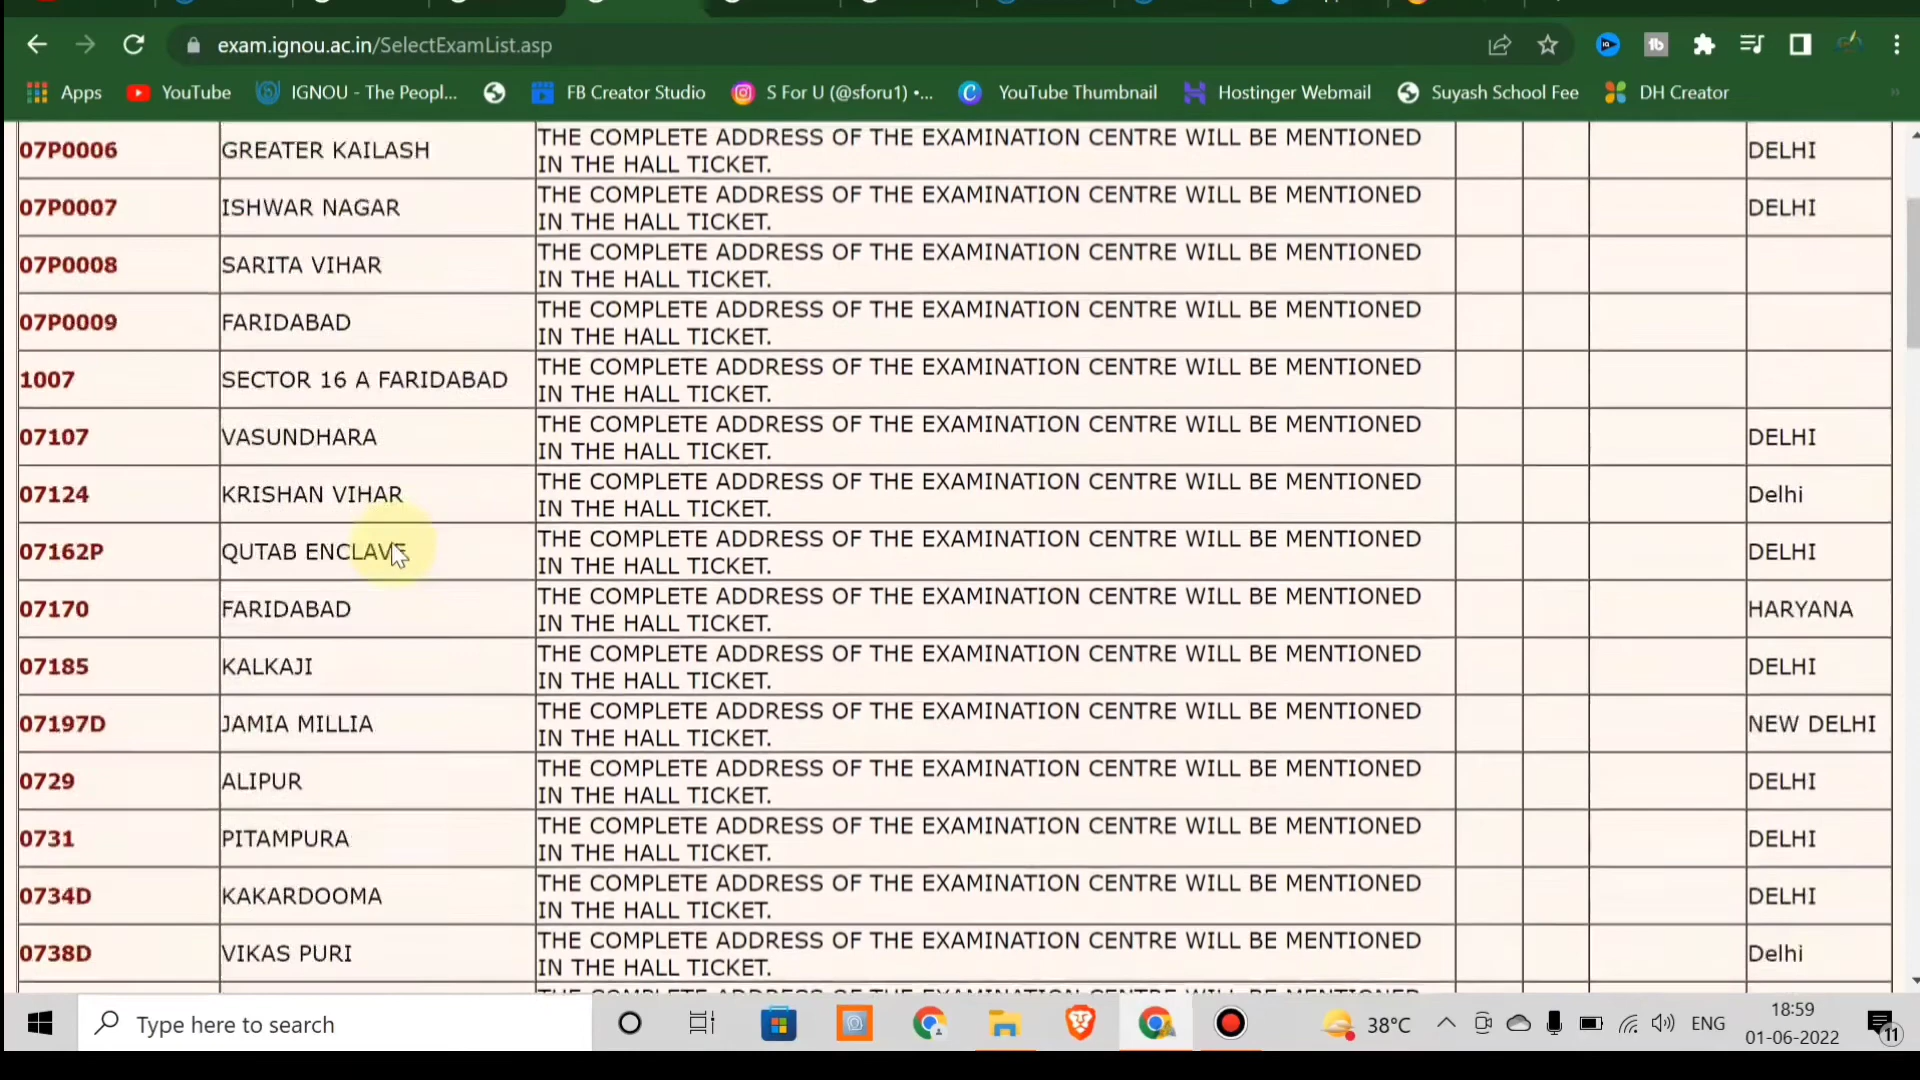 exam.ignou.ac.in/SelectExamList.asp
Apps YouTube IGNOU - The Peopl... FB Creator Studio S For U (@sforu1) •... YouTube Thumbnail Hostinger Webmail Suyash School Fee DH Creator
07P0006 GREATER KAILASH THE COMPLETE ADDRESS OF THE EXAMINATION CENTRE WILL BE MENTIONED DELHI
IN THE HALL TICKET.
07P0007 ISHWAR NAGAR THE COMPLETE ADDRESS OF THE EXAMINATION CENTRE WILL BE MENTIONED DELHI
IN THE HALL TICKET.
07P0008 SARITA VIHAR THE COMPLETE ADDRESS OF THE EXAMINATION CENTRE WILL BE MENTIONED
IN THE HALL TICKET.
07P0009 FARIDABAD THE COMPLETE ADDRESS OF THE EXAMINATION CENTRE WILL BE MENTIONED
IN THE HALL TICKET.
1007 SECTOR 16 A FARIDABAD THE COMPLETE ADDRESS OF THE EXAMINATION CENTRE WILL BE MENTIONED
IN THE HALL TICKET.
07107 VASUNDHARA THE COMPLETE ADDRESS OF THE EXAMINATION CENTRE WILL BE MENTIONED DELHI
IN THE HALL TICKET.
07124 KRISHAN VIHAR THE COMPLETE ADDRESS OF THE EXAMINATION CENTRE WILL BE MENTIONED Delhi
IN THE HALL TICKET.
07162P QUTAB ENCLAVE THE COMPLETE ADDRESS OF THE EXAMINATION CENTRE WILL BE MENTIONED DELHI
IN THE HALL TICKET.
07170 FARIDABAD THE COMPLETE ADDRESS OF THE EXAMINATION CENTRE WILL BE MENTIONED HARYANA
IN THE HALL TICKET.
07185 KALKAJI THE COMPLETE ADDRESS OF THE EXAMINATION CENTRE WILL BE MENTIONED DELHI
IN THE HALL TICKET.
07197D JAMIA MILLIA THE COMPLETE ADDRESS OF THE EXAMINATION CENTRE WILL BE MENTIONED NEW DELHI
IN THE HALL TICKET.
0729 ALIPUR THE COMPLETE ADDRESS OF THE EXAMINATION CENTRE WILL BE MENTIONED DELHI
IN THE HALL TICKET.
0731 PITAMPURA THE COMPLETE ADDRESS OF THE EXAMINATION CENTRE WILL BE MENTIONED DELHI
IN THE HALL TICKET.
0734D KAKARDOOMA THE COMPLETE ADDRESS OF THE EXAMINATION CENTRE WILL BE MENTIONED DELHI
IN THE HALL TICKET.
0738D VIKAS PURI THE COMPLETE ADDRESS OF THE EXAMINATION CENTRE WILL BE MENTIONED Delhi
IN THE HALL TICKET.
Type here to search 38°C ENG 18:59
01-06-2022 11